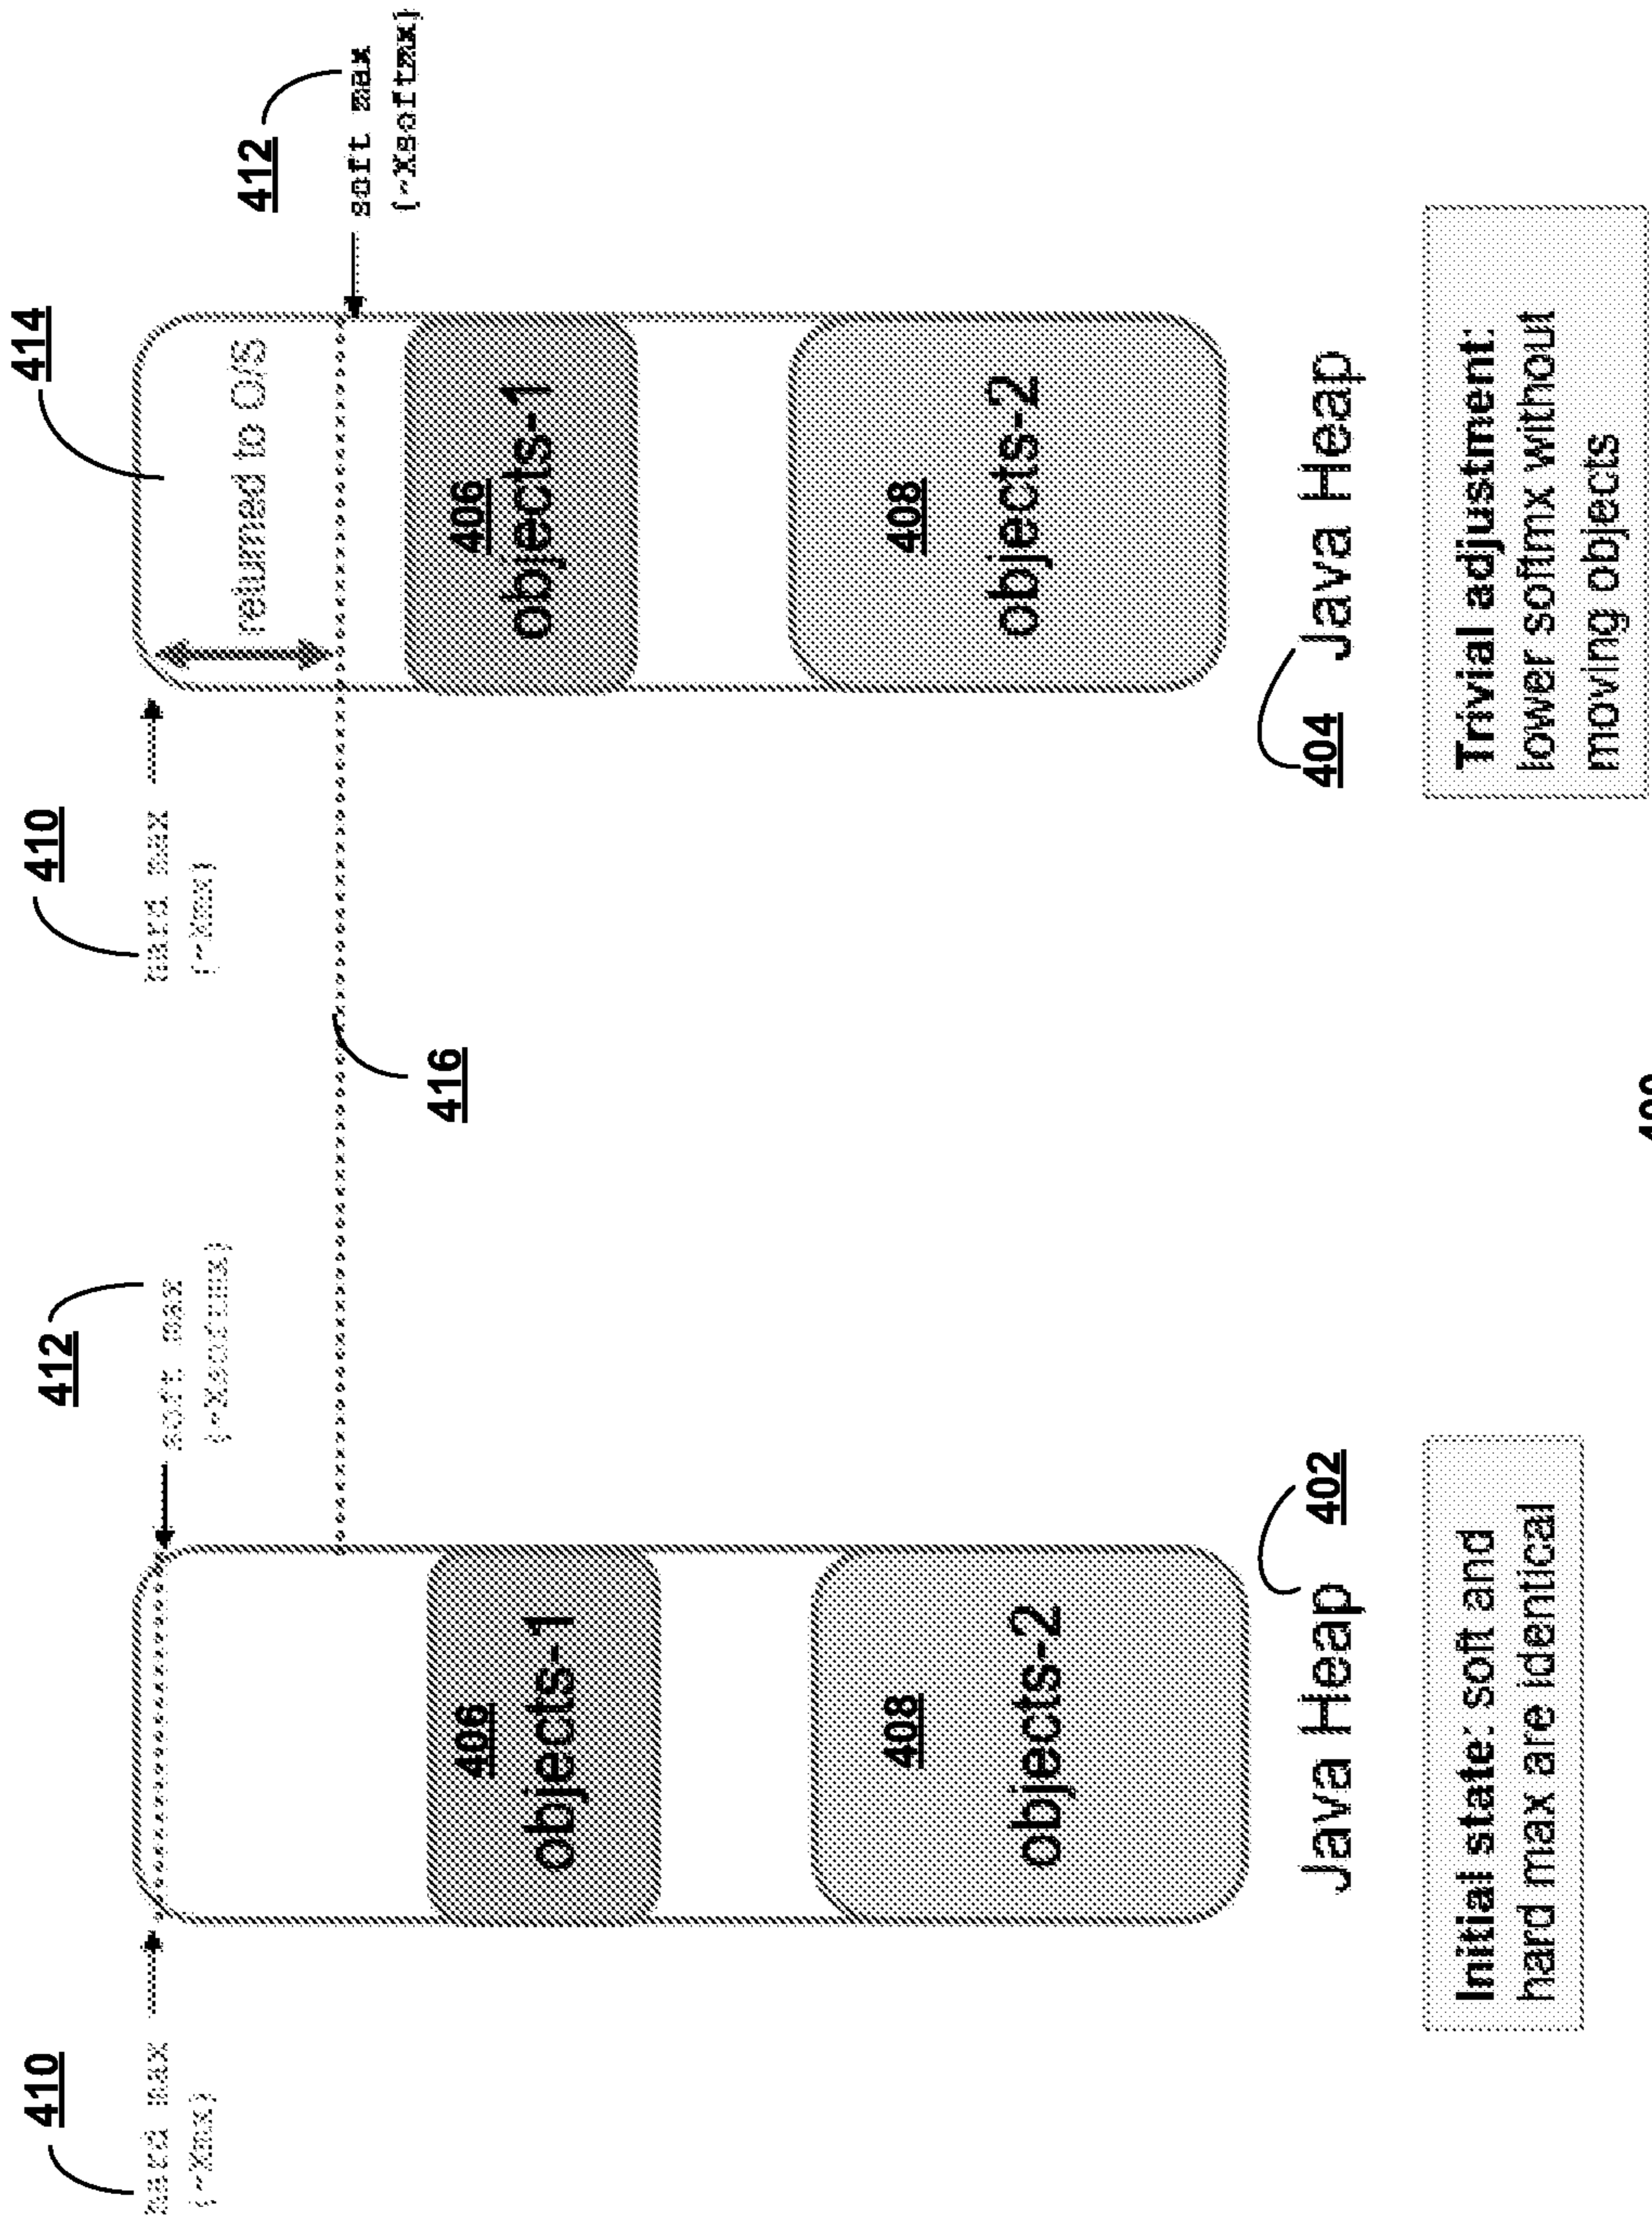 410
412
410
414
hard max
(-Xmx)
soft max
(-Xsoftmx)
hard max
(-Xmx)
returned to O/S
412
soft max
(-Xsoftmx)
416
406
objects-1
406
objects-1
408
objects-2
408
objects-2
Java Heap
402
404
Java Heap
Initial state: soft and
hard max are identical
Trivial adjustment:
lower softmx without
moving objects